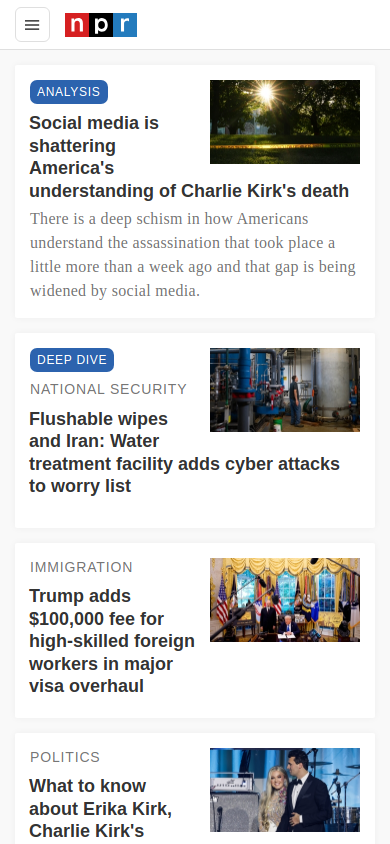 npr
ANALYSIS
Social media is
shattering
America's
understanding of Charlie Kirk's death
There is a deep schism in how Americans
understand the assassination that took place a
little more than a week ago and that gap is being
widened by social media.
DEEP DIVE
NATIONAL SECURITY
Flushable wipes
and Iran: Water
treatment facility adds cyber attacks
to worry list
IMMIGRATION
Trump adds
$100,000 fee for
high-skilled foreign
workers in major
visa overhaul
POLITICS
What to know
about Erika Kirk,
Charlie Kirk's